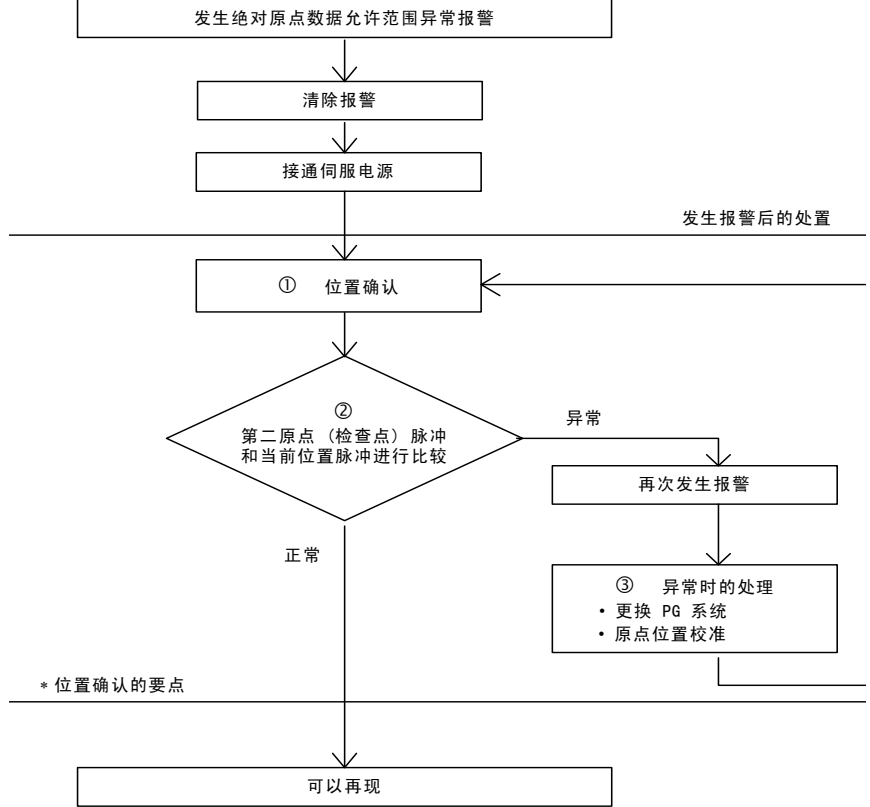 发生绝对原点数据允许范围异常报警
清除报警
接通伺服电源
发生报警后的处置
① 位置确认
②
第二原点 (检查点) 脉冲
和当前位置脉冲进行比较
异常
再次发生报警
正常
③ 异常时的处理
• 更换 PG 系统
• 原点位置校准
* 位置确认的要点
可以再现